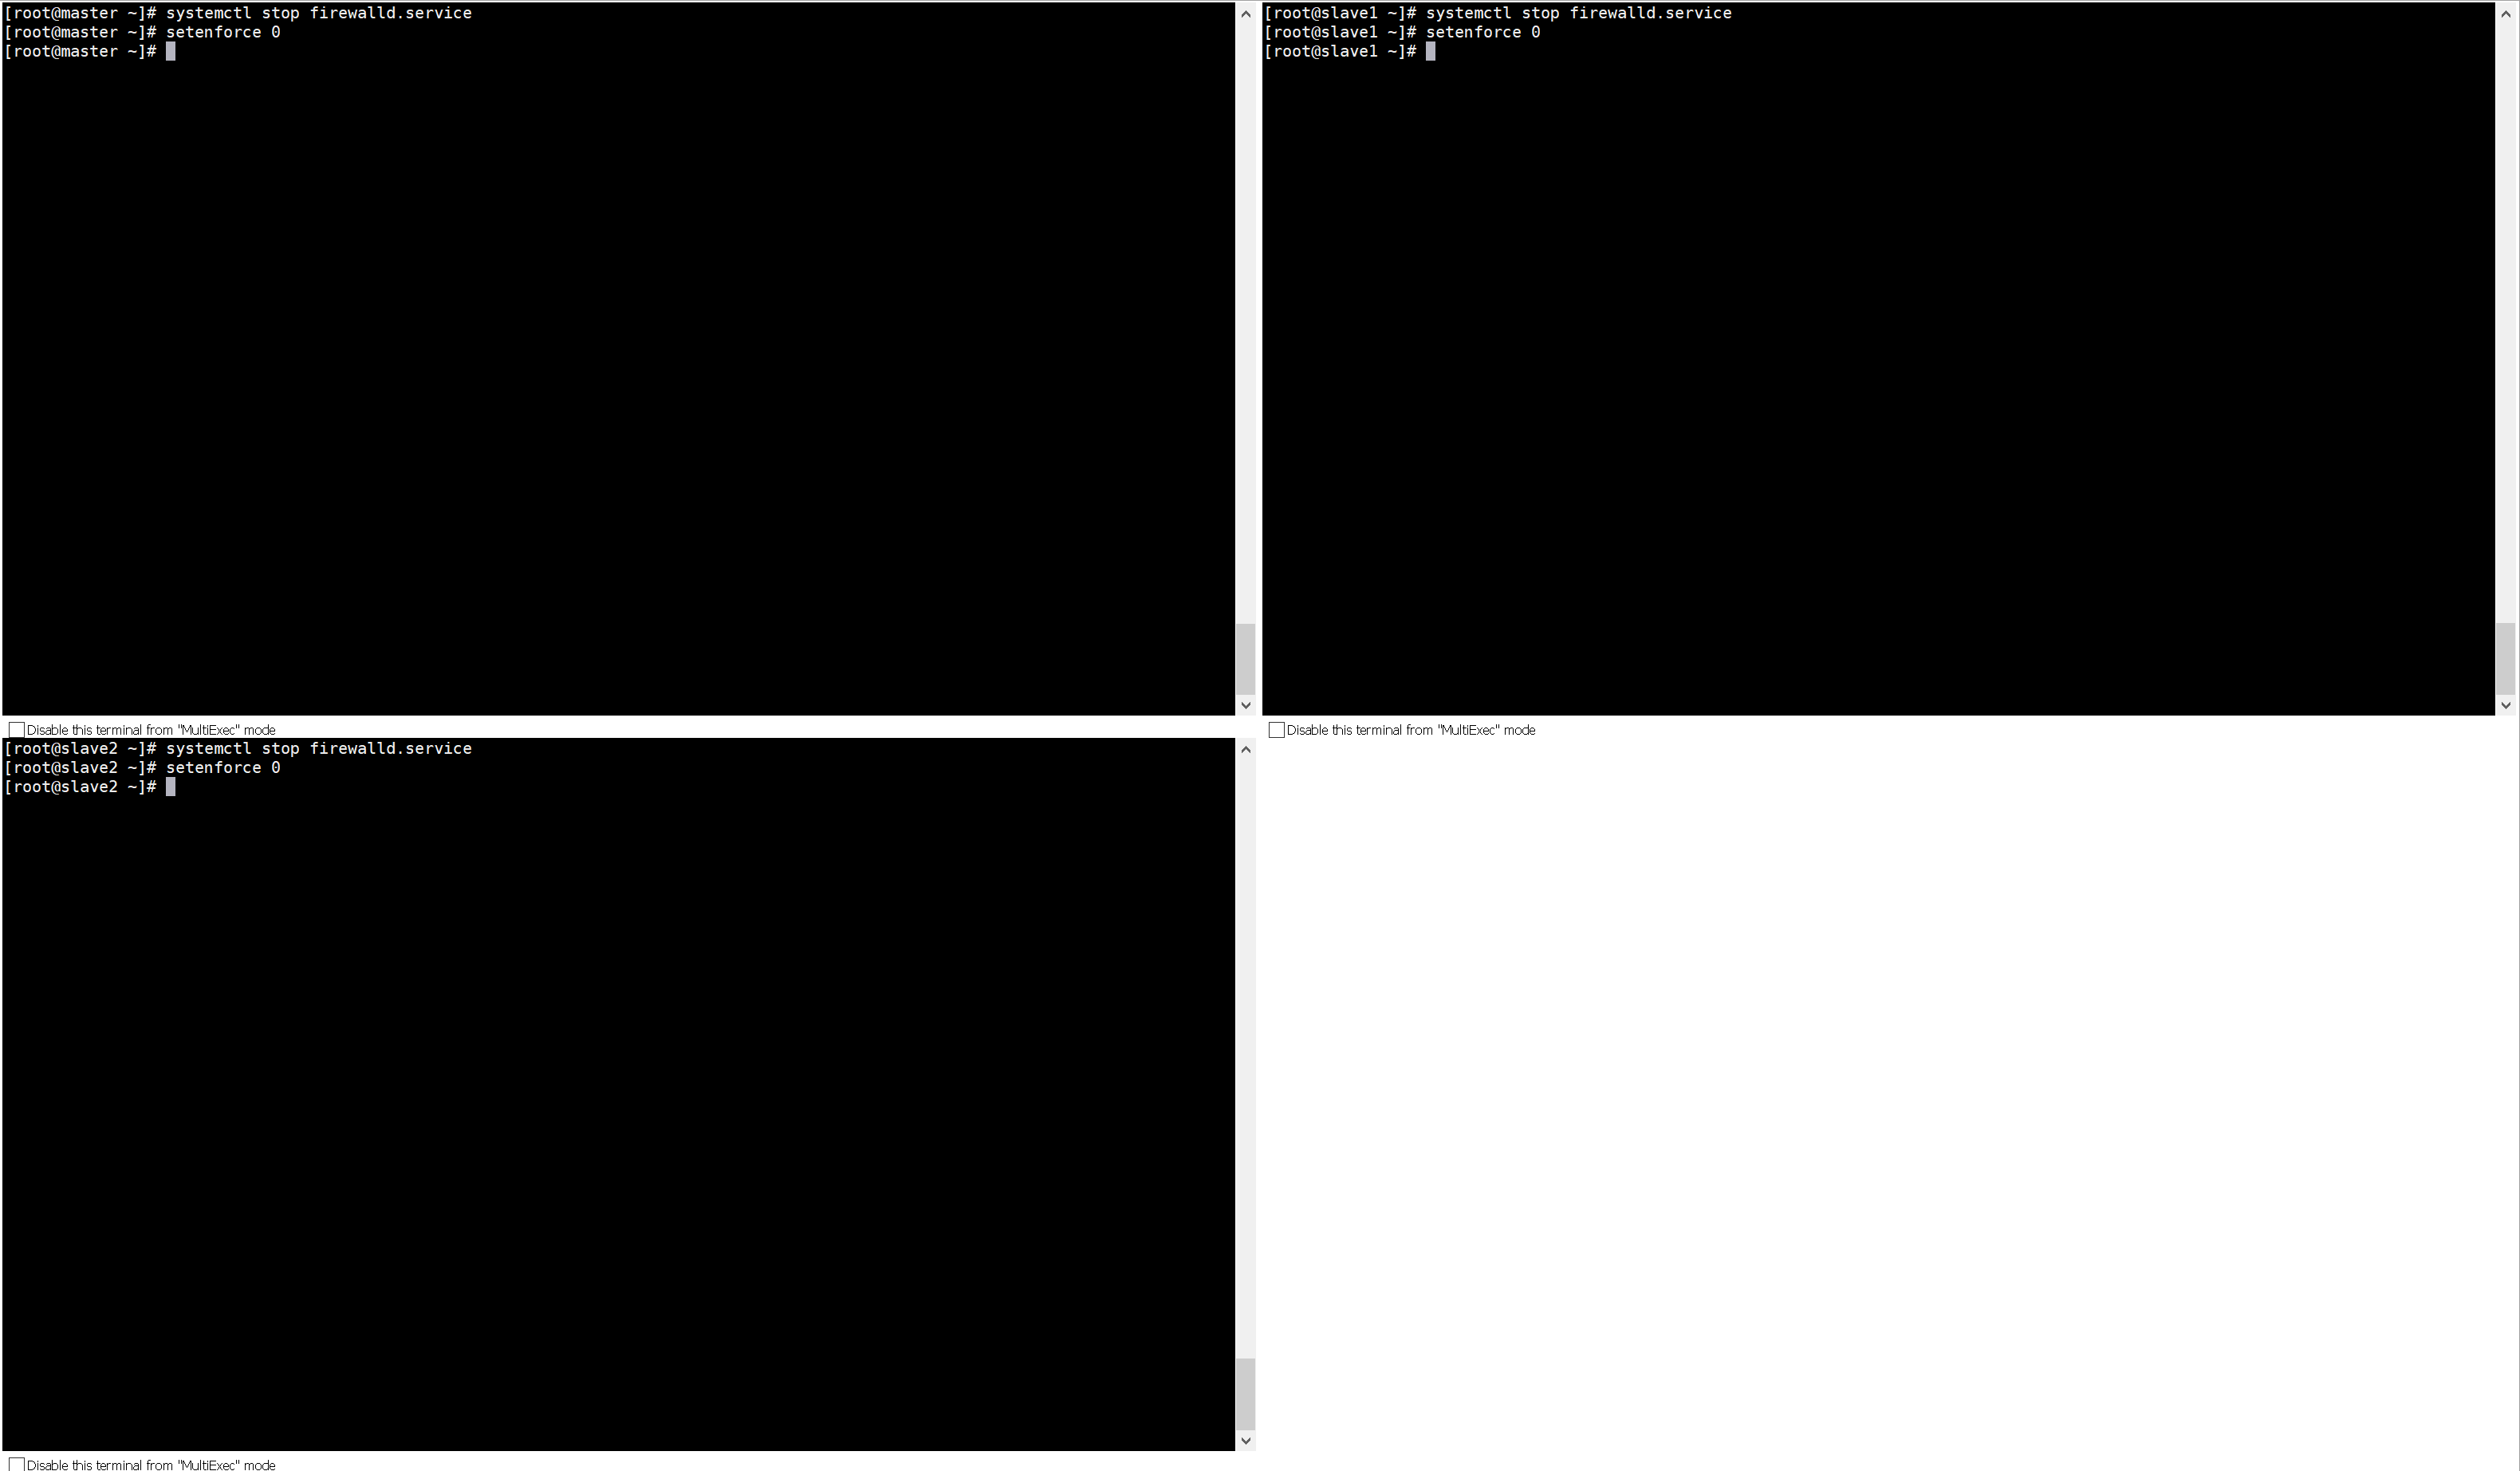 [root@master ~]# systemctl stop firewalld.service
[root@master ~]# setenforce 0
[root@master ~]#
Disable this terminal from "MultiExec" mode
[root@slave1 ~]# systemctl stop firewalld.service
[root@slave1 ~]# setenforce 0
[root@slave1 ~]#
Disable this terminal from "MultiExec" mode
[root@slave2 ~]# systemctl stop firewalld.service
[root@slave2 ~]# setenforce 0
[root@slave2 ~]#
Disable this terminal from "MultiExec" mode